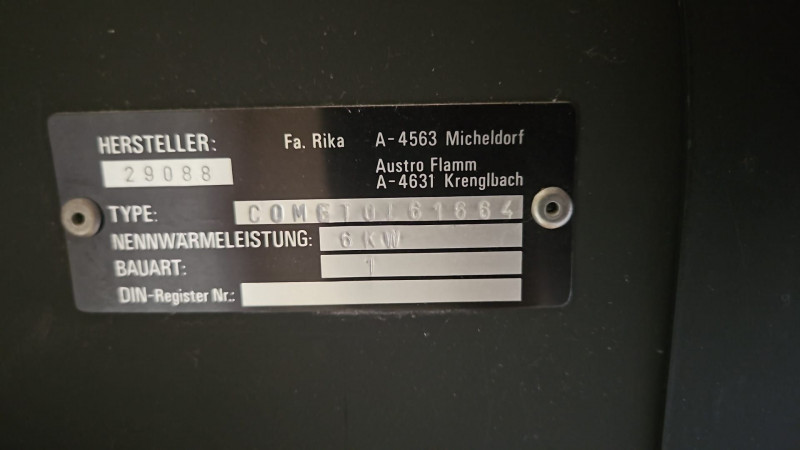 HERSTELLER: Fa. Rika A-4563 Micheldorf
29088 Austro Flamm
A-4631 Krenglbach
TYPE:
NENNWÄRMELEISTUNG: 6 KW
BAUART: 1
DIN-Register Nr.: